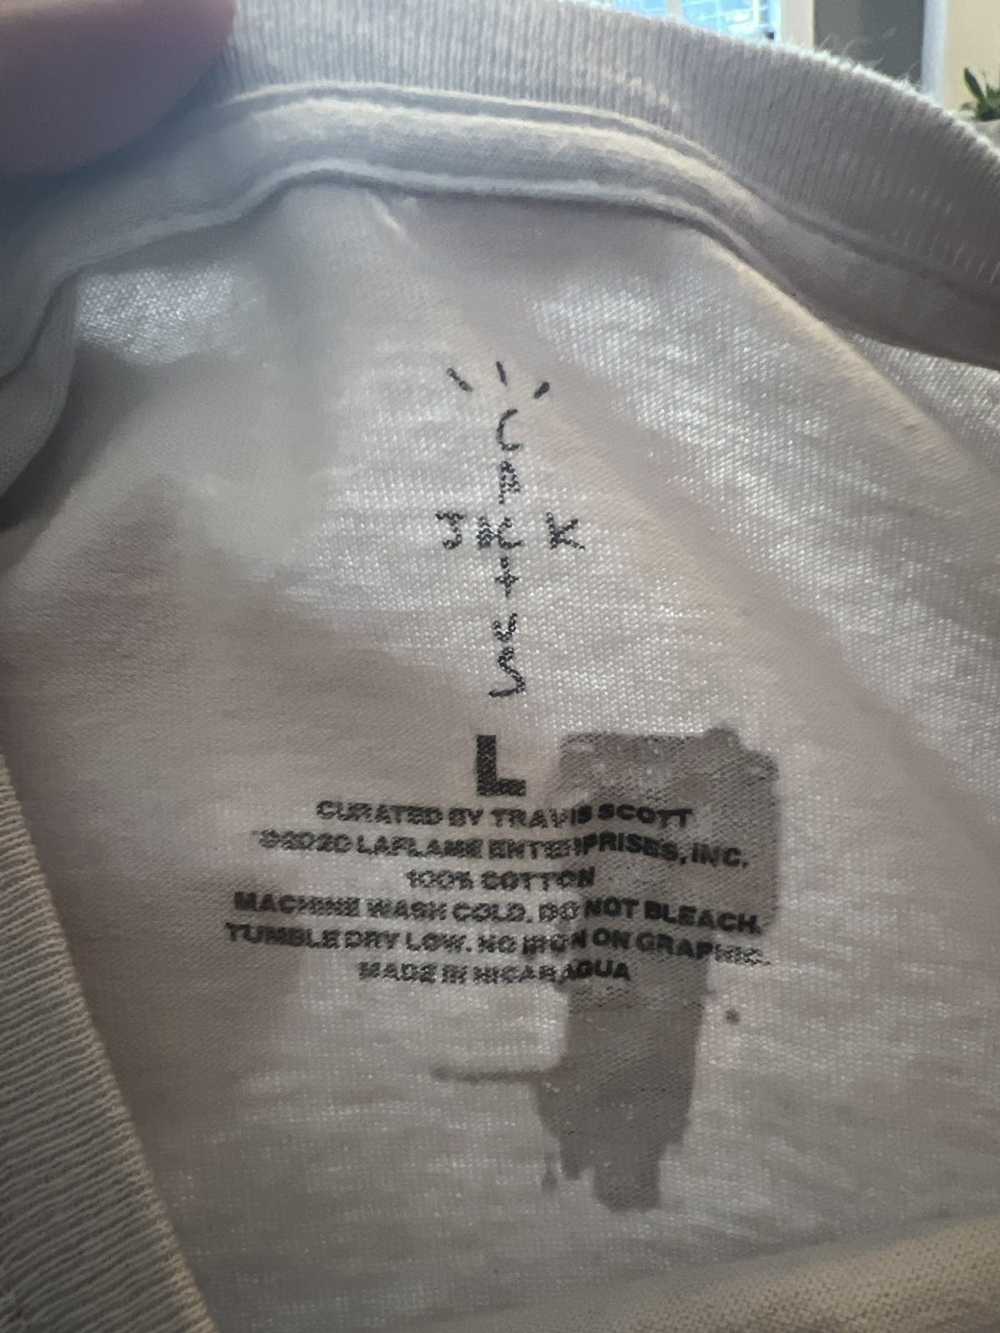 CACTUS
JACK
L
CURATED BY TRAVIS SCOTT
©2020 LAFLAME ENTERPRISES, INC.
100% COTTON
MACHINE WASH COLD. DO NOT BLEACH.
TUMBLE DRY LOW. NO IRON ON GRAPHIC.
MADE IN NICARAGUA